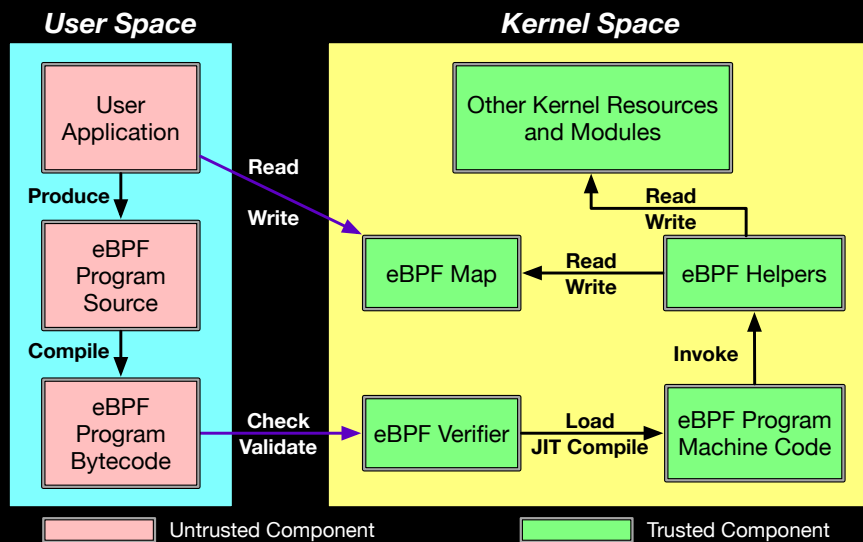 User Space
Kernel Space
User
Application
Other Kernel Resources
and Modules
Read
Write
Produce
Read
Write
eBPF
Program
Source
eBPF Map
Read
Write
eBPF Helpers
Compile
Invoke
eBPF
Program
Bytecode
Check
Validate
eBPF Verifier
Load
JIT Compile
eBPF Program
Machine Code
Untrusted Component
Trusted Component